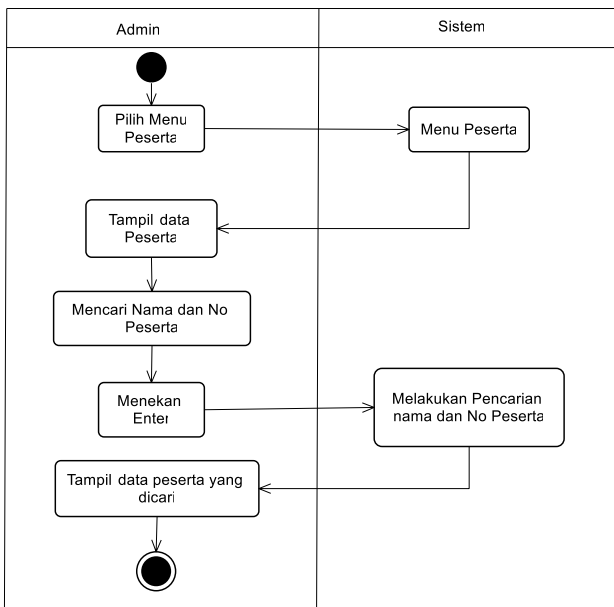 Admin
Sistem
Pilih Menu
Peserta
Menu Peserta
Tampil data
Peserta
Mencari Nama dan No
Peserta
Menekan
Enter
Melakukan Pencarian
nama dan No Peserta
Tampil data peserta yang
dicari